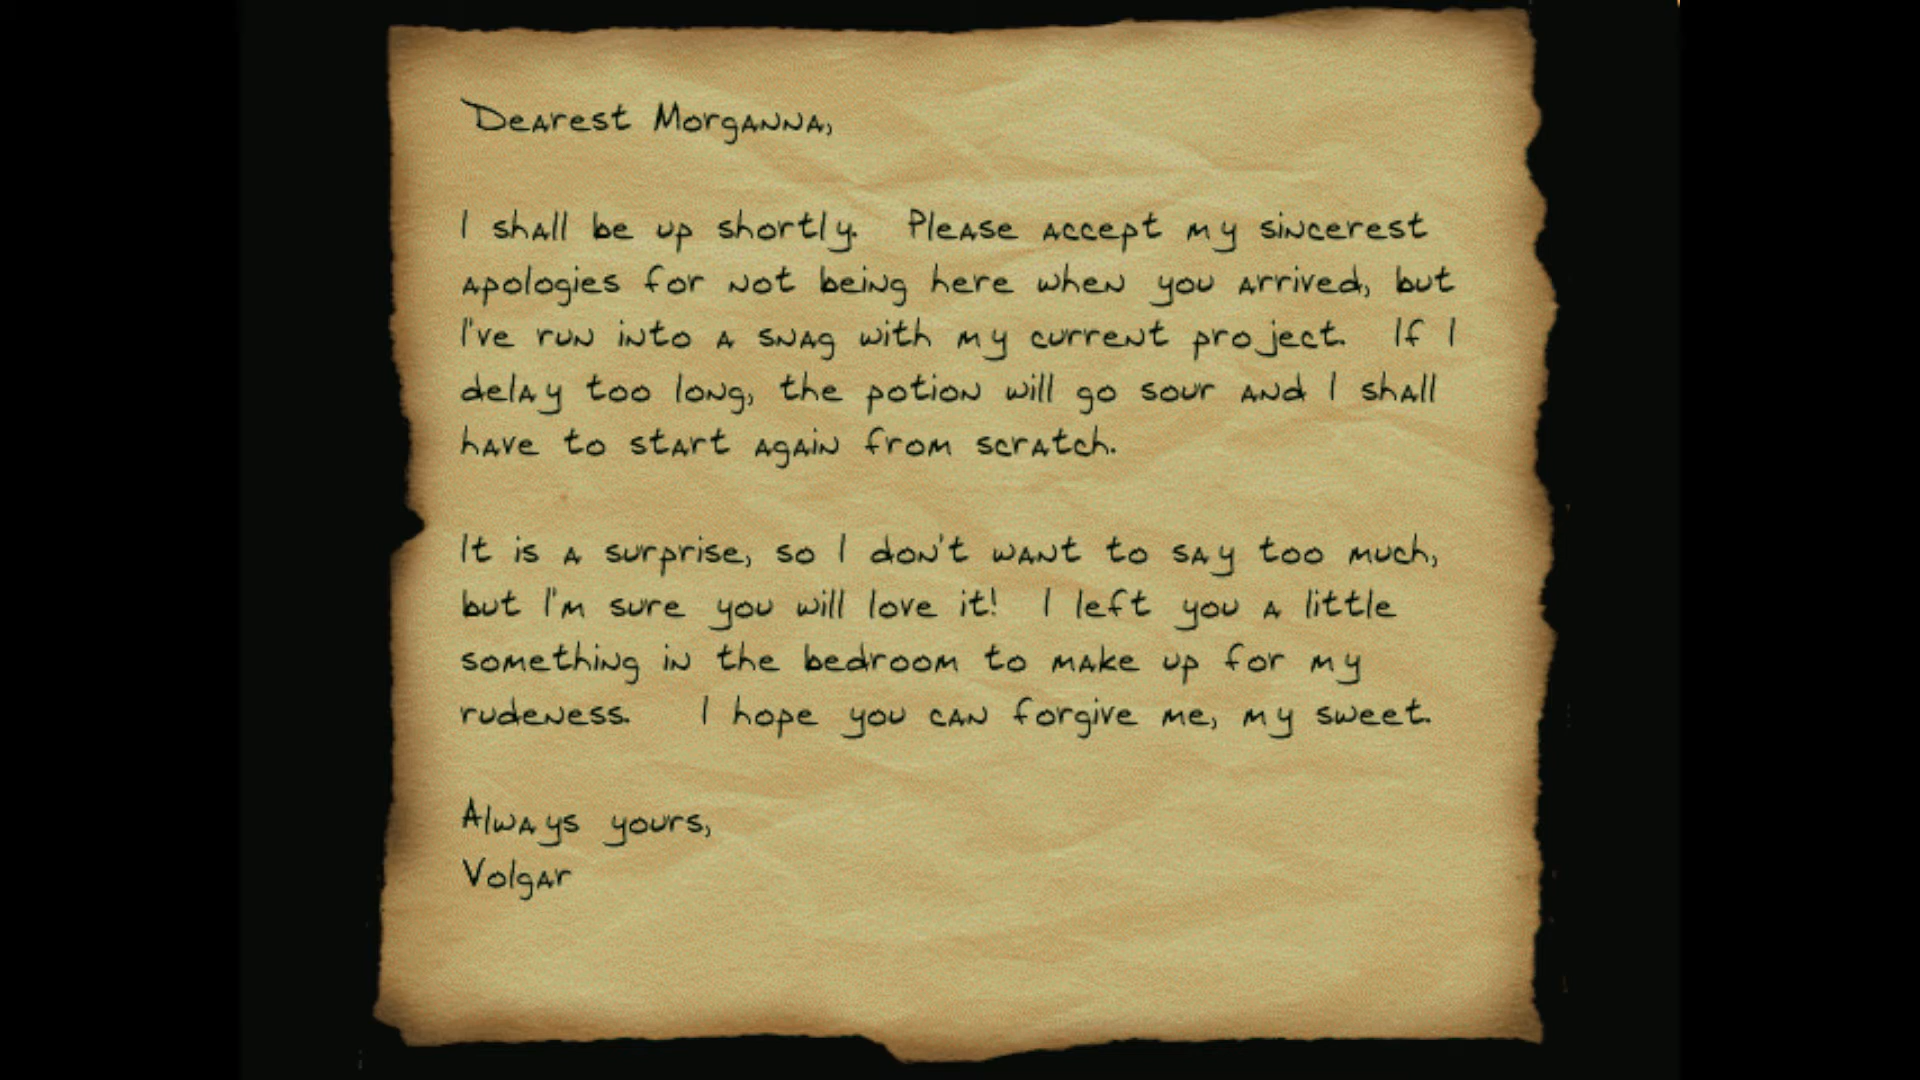 Dearest Morganna,
I shall be up shortly. Please accept my sincerest
apologies for not being here when you arrived, but
I've run into a snag with my current project. If I
delay too long, the potion will go sour and I shall
have to start again from scratch.
It is a surprise, so I don't want to say too much,
but I'm sure you will love it! I left you a little
something in the bedroom to make up for my
rudeness. I hope you can forgive me, my sweet.
Always yours,
Volgar